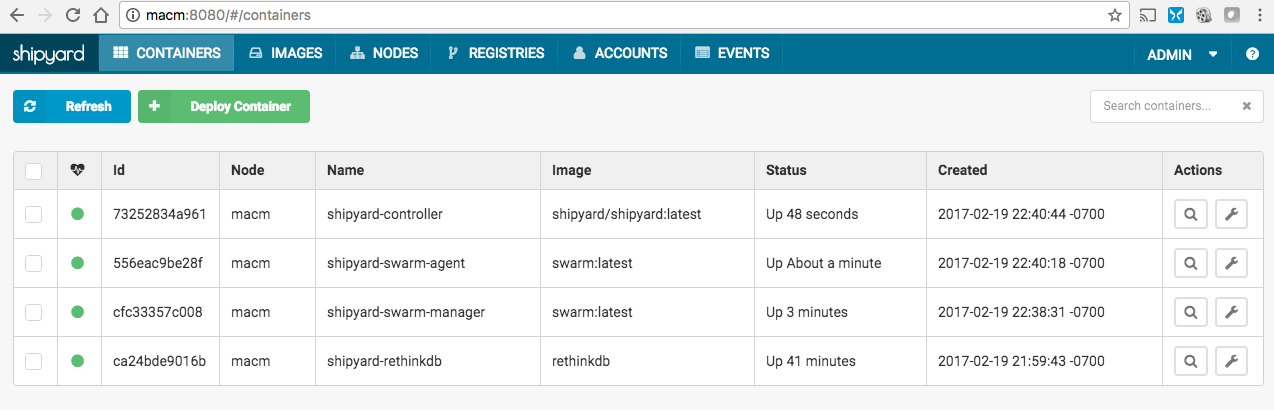 macm:8080/#/containers
shipyard CONTAINERS IMAGES NODES REGISTRIES ACCOUNTS EVENTS ADMIN
Refresh Deploy Container Search containers...
Id Node Name Image Status Created Actions
73252834a961 macm shipyard-controller shipyard/shipyard:latest Up 48 seconds 2017-02-19 22:40:44 -0700
556eac9be28f macm shipyard-swarm-agent swarm:latest Up About a minute 2017-02-19 22:40:18 -0700
cfc33357c008 macm shipyard-swarm-manager swarm:latest Up 3 minutes 2017-02-19 22:38:31 -0700
ca24bde9016b macm shipyard-rethinkdb rethinkdb Up 41 minutes 2017-02-19 21:59:43 -0700